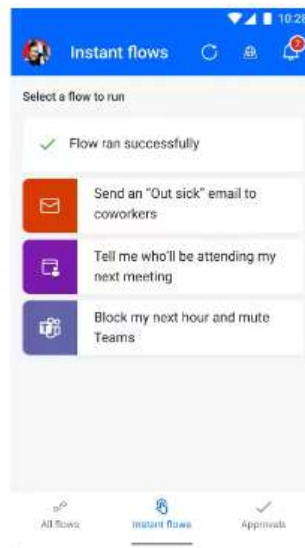 10:28
Instant flows
2
Select a flow to run
Flow ran successfully
Send an "Out sick" email to
coworkers
Tell me who'll be attending my
next meeting
Block my next hour and mute
Teams
All flows
Instant flows
Approvals